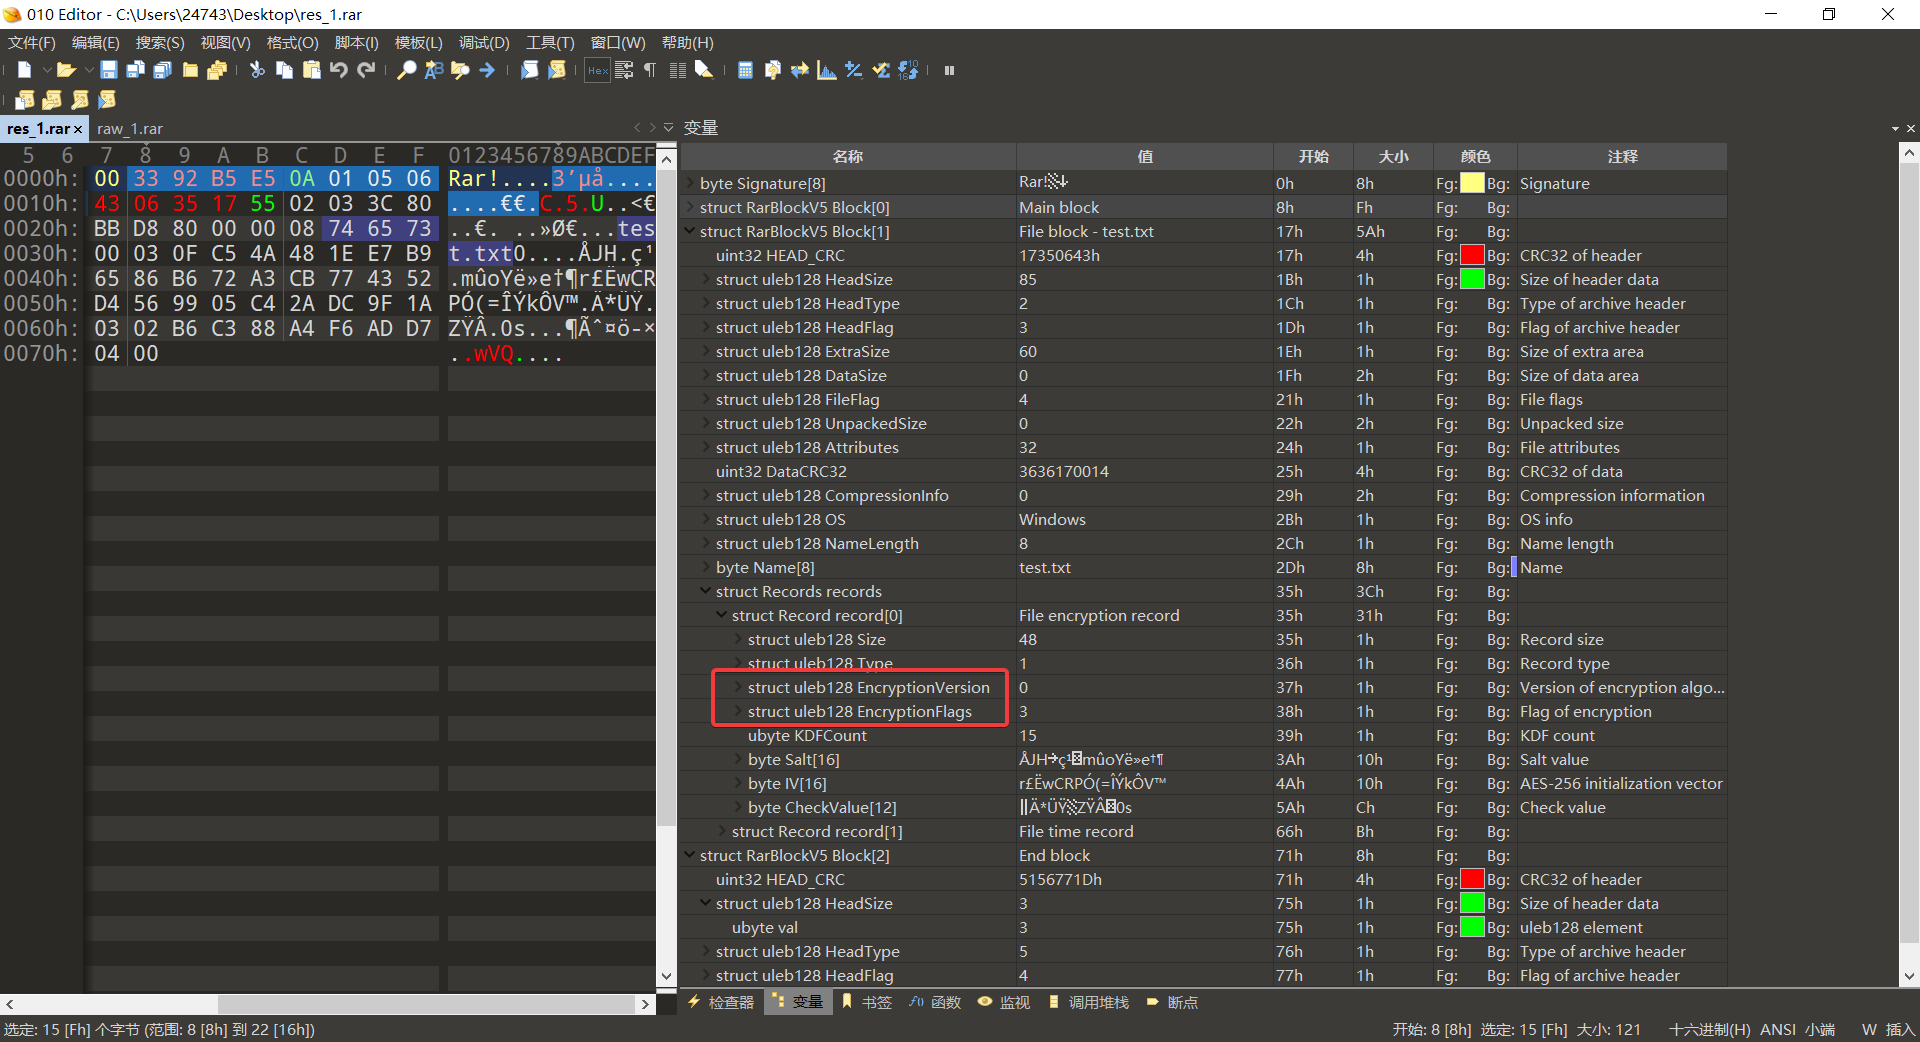 010 Editor - C:\Users\24743\Desktop\res_1.rar
文件(F) 编辑(E) 搜索(S) 视图(V) 格式(O) 脚本(I) 模板(L) 调试(D) 工具(T) 窗口(W) 帮助(H)
res_1.rar × raw_1.rar
变量
5 6 7 8 9 A B C D E F 0123456789ABCDEF
0000h: 00 33 92 B5 E5 0A 01 05 06 Rar!....3’µå....
0010h: 43 06 35 17 55 02 03 3C 80 ....€€.C.5.U..<€
0020h: BB D8 80 00 00 08 74 65 73 ..€. ..»Ø€...tes
0030h: 00 03 0F C5 4A 48 1E E7 B9 t.txt0....ÅJH.ç¹
0040h: 65 86 B6 72 A3 CB 77 43 52 .mûoYë»e†¶r£ËwCR
0050h: D4 56 99 05 C4 2A DC 9F 1A PÓ(=ÎÝkÔV™.Ä*ÜŸ.
0060h: 03 02 B6 C3 88 A4 F6 AD D7 ZŸÂ.0s...¶Ãˆ¤ö-×
0070h: 04 00 ..wVQ....
名称 值 开始 大小 颜色 注释
byte Signature[8] Rar! 0h 8h Fg: Bg: Signature
struct RarBlockV5 Block[0] Main block 8h Fh Fg: Bg:
struct RarBlockV5 Block[1] File block - test.txt 17h 5Ah Fg: Bg:
uint32 HEAD_CRC 17350643h 17h 4h Fg: Bg: CRC32 of header
struct uleb128 HeadSize 85 1Bh 1h Fg: Bg: Size of header data
struct uleb128 HeadType 2 1Ch 1h Fg: Bg: Type of archive header
struct uleb128 HeadFlag 3 1Dh 1h Fg: Bg: Flag of archive header
struct uleb128 ExtraSize 60 1Eh 1h Fg: Bg: Size of extra area
struct uleb128 DataSize 0 1Fh 2h Fg: Bg: Size of data area
struct uleb128 FileFlag 4 21h 1h Fg: Bg: File flags
struct uleb128 UnpackedSize 0 22h 2h Fg: Bg: Unpacked size
struct uleb128 Attributes 32 24h 1h Fg: Bg: File attributes
uint32 DataCRC32 3636170014 25h 4h Fg: Bg: CRC32 of data
struct uleb128 CompressionInfo 0 29h 2h Fg: Bg: Compression information
struct uleb128 OS Windows 2Bh 1h Fg: Bg: OS info
struct uleb128 NameLength 8 2Ch 1h Fg: Bg: Name length
byte Name[8] test.txt 2Dh 8h Fg: Bg: Name
struct Records records 35h 3Ch Fg: Bg:
struct Record record[0] File encryption record 35h 31h Fg: Bg:
struct uleb128 Size 48 35h 1h Fg: Bg: Record size
struct uleb128 Type 1 36h 1h Fg: Bg: Record type
struct uleb128 EncryptionVersion 0 37h 1h Fg: Bg: Version of encryption algo...
struct uleb128 EncryptionFlags 3 38h 1h Fg: Bg: Flag of encryption
ubyte KDFCount 15 39h 1h Fg: Bg: KDF count
byte Salt[16] ÅJHç¹mûoYë»e†¶ 3Ah 10h Fg: Bg: Salt value
byte IV[16] r£ËwCRPÓ(=ÎÝkÔV™ 4Ah 10h Fg: Bg: AES-256 initialization vector
byte CheckValue[12] Ä*ÜŸZŸÂ0s 5Ah Ch Fg: Bg: Check value
struct Record record[1] File time record 66h Bh Fg: Bg:
struct RarBlockV5 Block[2] End block 71h 8h Fg: Bg:
uint32 HEAD_CRC 5156771Dh 71h 4h Fg: Bg: CRC32 of header
struct uleb128 HeadSize 3 75h 1h Fg: Bg: Size of header data
ubyte val 3 75h 1h Fg: Bg: uleb128 element
struct uleb128 HeadType 5 76h 1h Fg: Bg: Type of archive header
struct uleb128 HeadFlag 4 77h 1h Fg: Bg: Flag of archive header
检查器 变量 书签 函数 监视 调用堆栈 断点
选定: 15 [Fh] 个字节 (范围: 8 [8h] 到 22 [16h]) 开始: 8 [8h] 选定: 15 [Fh] 大小: 121 十六进制(H) ANSI 小端 W 插入